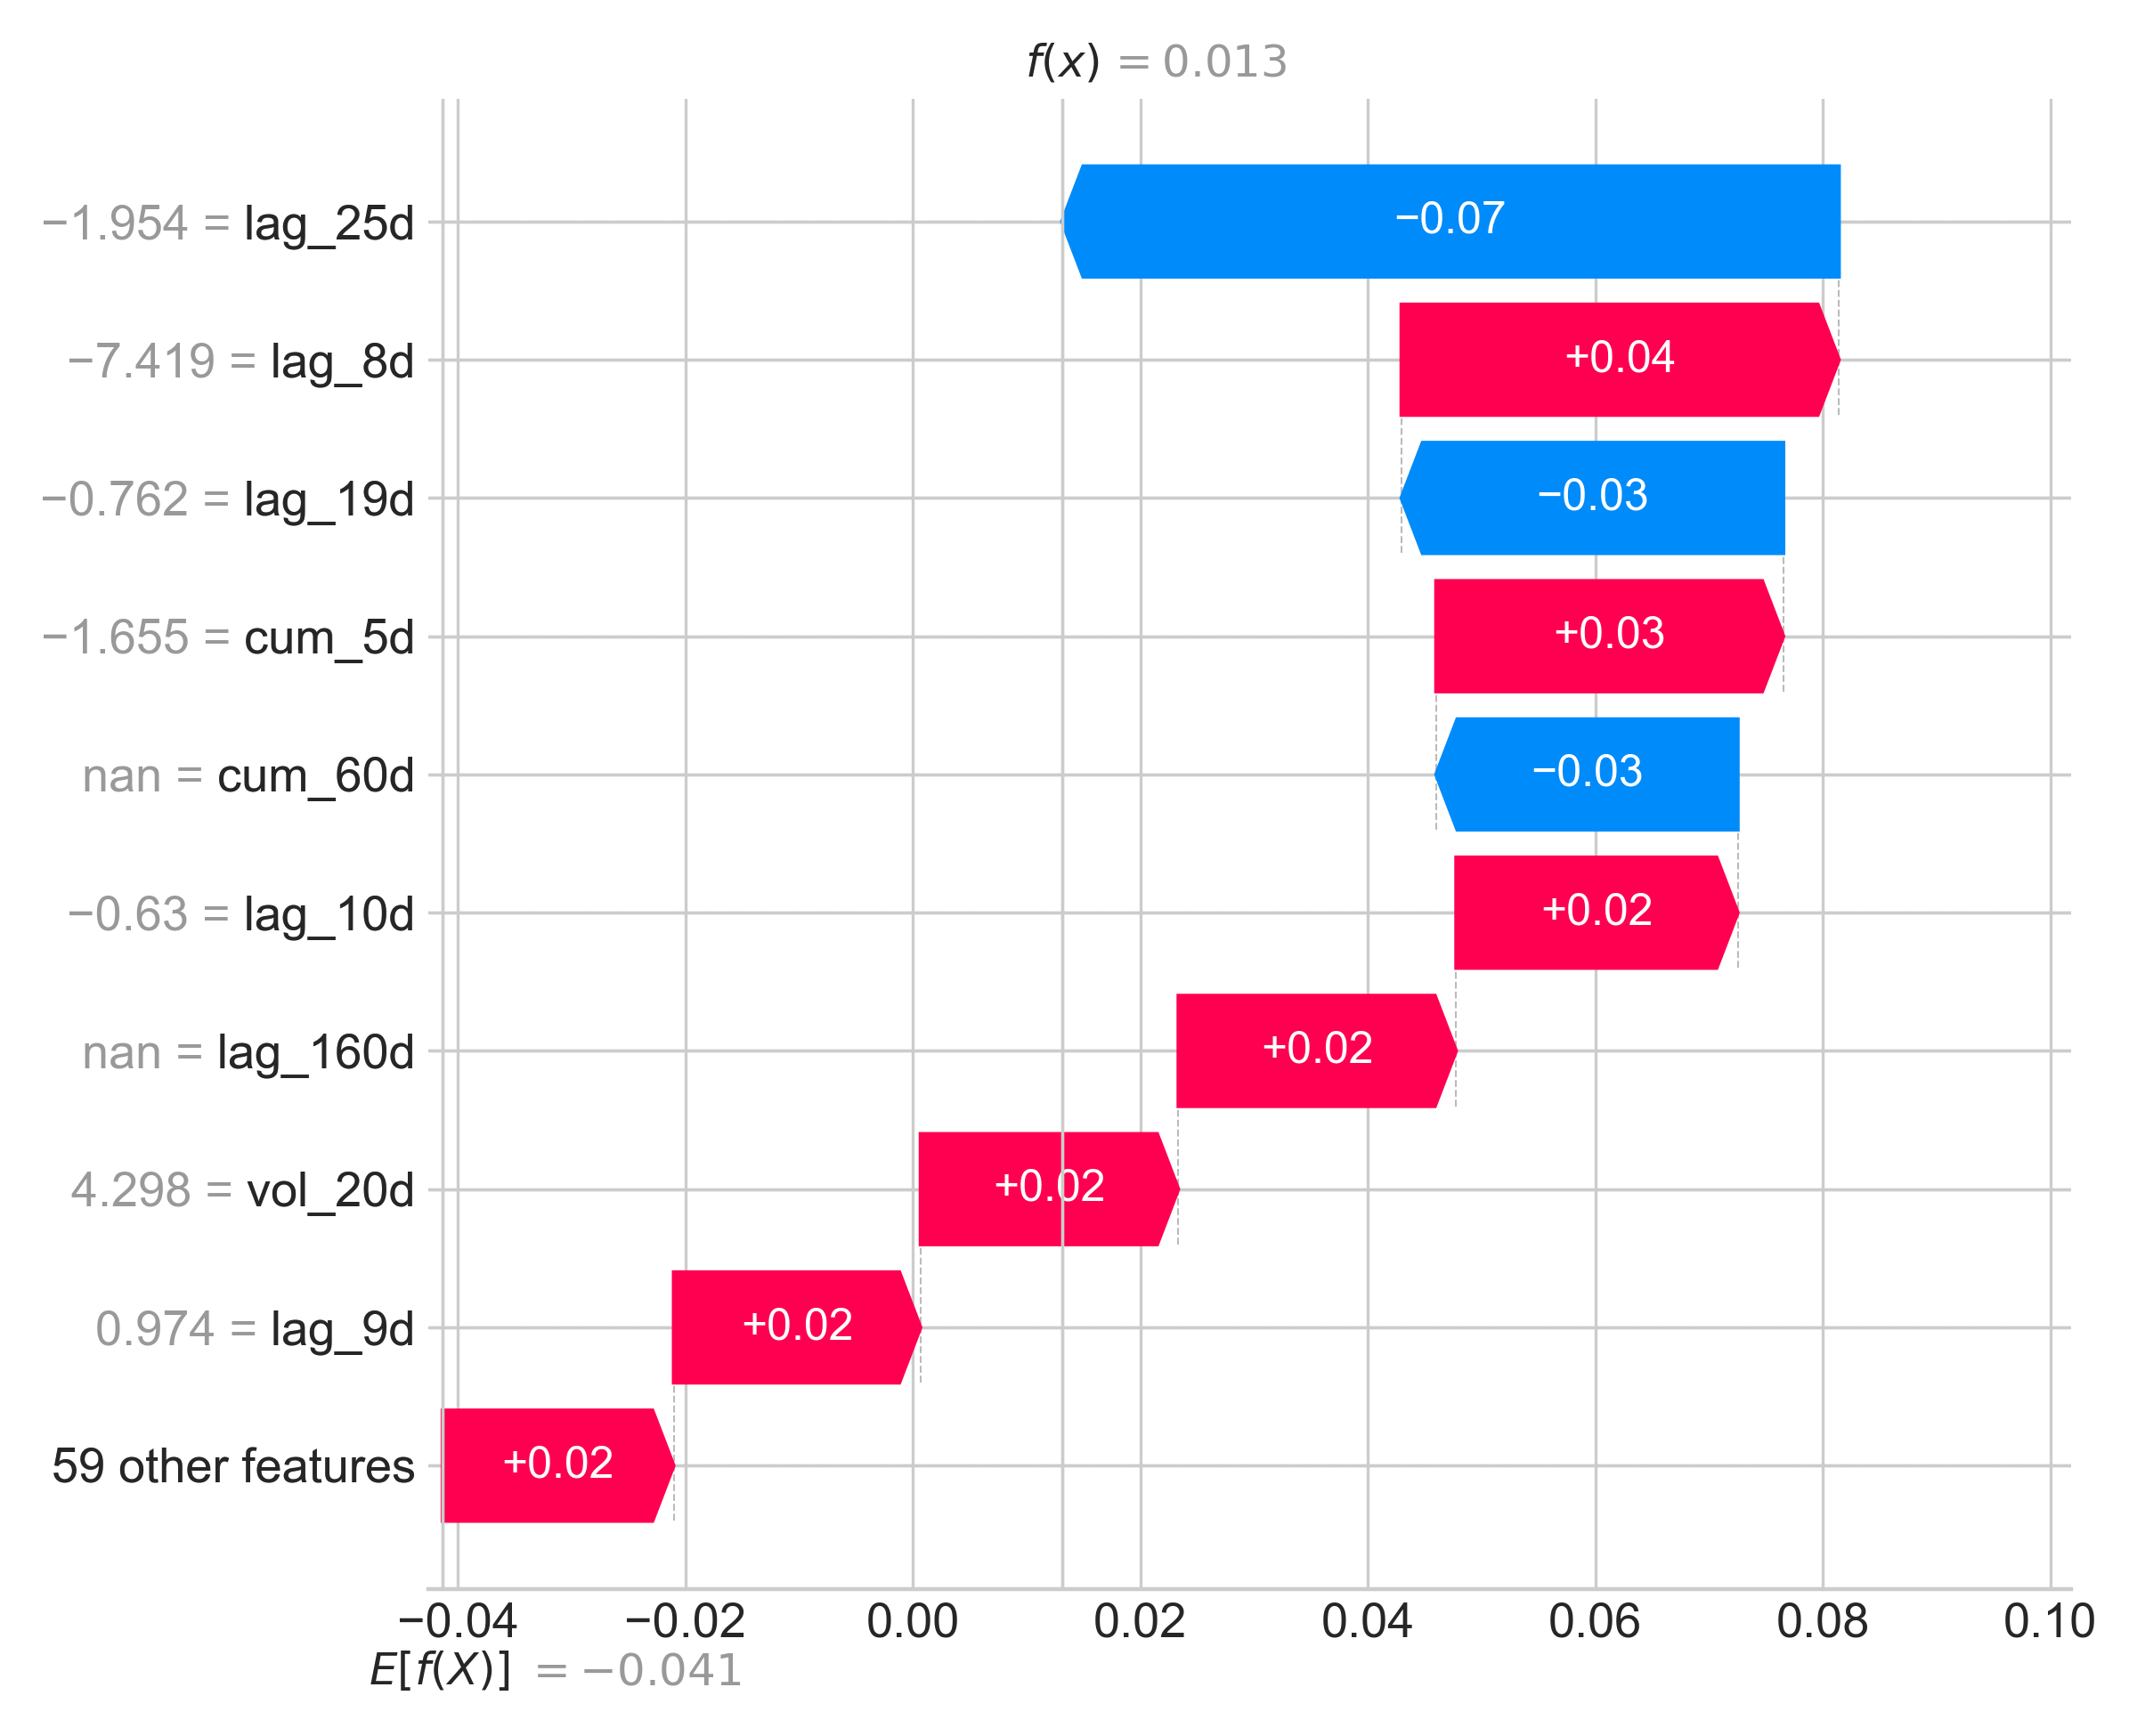 f(x) = 0.013
−1.954 = lag_25d
−0.07
−7.419 = lag_8d
+0.04
−0.762 = lag_19d
−0.03
−1.655 = cum_5d
+0.03
nan = cum_60d
−0.03
−0.63 = lag_10d
+0.02
nan = lag_160d
+0.02
4.298 = vol_20d
+0.02
0.974 = lag_9d
+0.02
59 other features
+0.02
−0.04 −0.02 0.00 0.02 0.04 0.06 0.08 0.10
E[f(X)] = −0.041